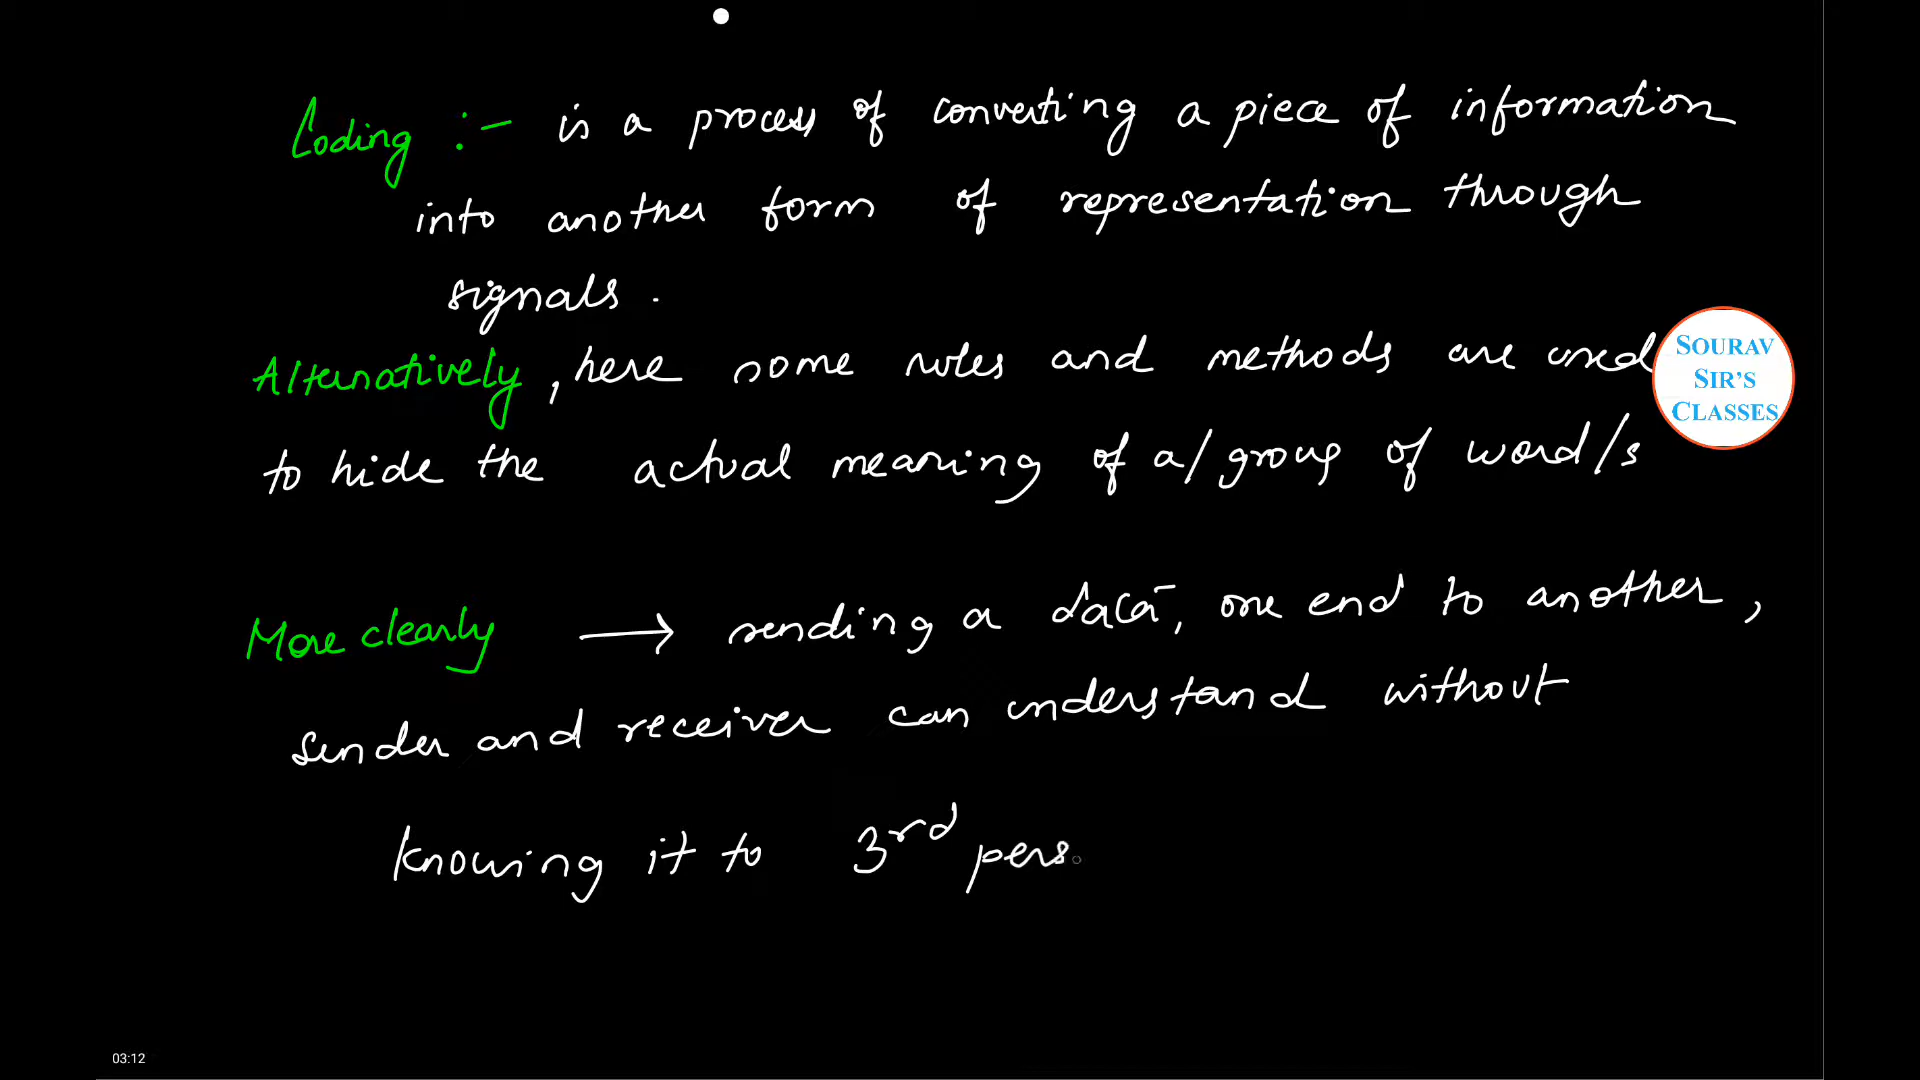 Coding :- is a process of converting a piece of information
into another form of representation through
signals.
Alternatively, here some rules and methods are used
to hide the actual meaning of a/group of word/s
More clearly → sending a data, one end to another,
sender and receiver can understand without
knowing it to 3rd pers
SOURAV
SIR'S
CLASSES
03:12